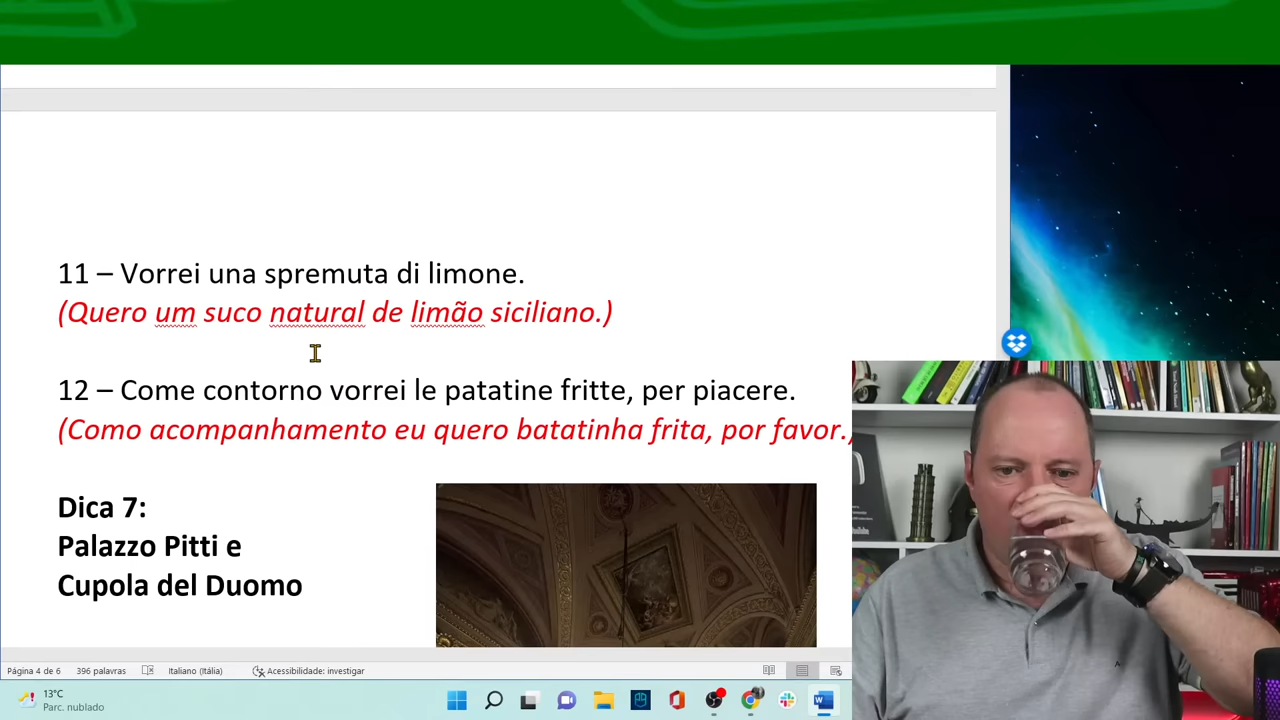 11 – Vorrei una spremuta di limone.
(Quero um suco natural de limão siciliano.)
12 – Come contorno vorrei le patatine fritte, per piacere.
(Como acompanhamento eu quero batatinha frita, por favor.)
Dica 7:
Palazzo Pitti e
Cupola del Duomo
Página 4 de 6
396 palavras
Italiano (Itália)
Acessibilidade: investigar
13°C
Parc. nublado